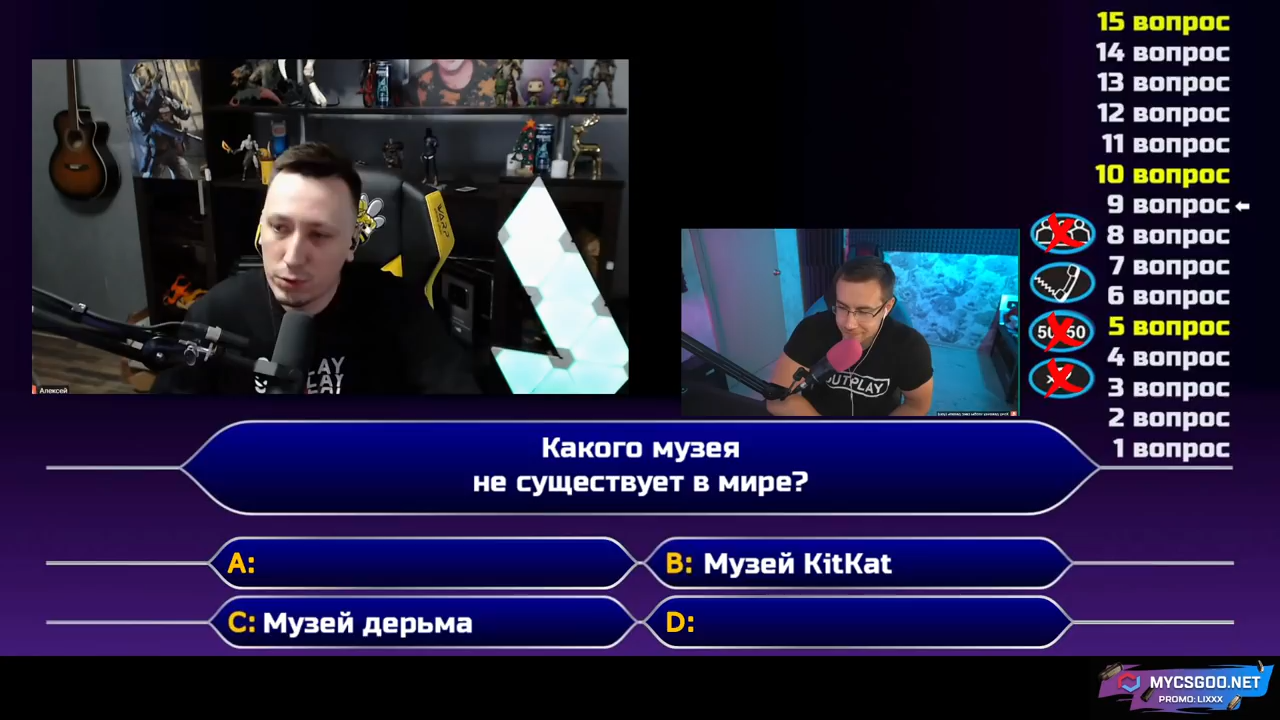 15 вопрос
14 вопрос
13 вопрос
12 вопрос
11 вопрос
10 вопрос
9 вопрос
8 вопрос
7 вопрос
6 вопрос
5 вопрос
4 вопрос
3 вопрос
2 вопрос
1 вопрос
WARP
Алексей
OUTPLAY
50 50
Какого музея
не существует в мире?
A:
B: Музей KitKat
C: Музей дерьма
D:
MYCSGOO.NET
PROMO: LIXXX